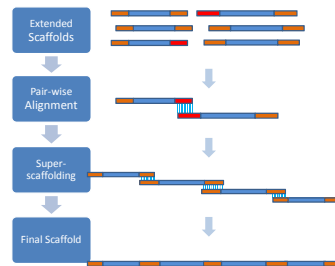 Extended
Scaffolds
Pair-wise
Alignment
Super-
scaffolding
Final Scaffold